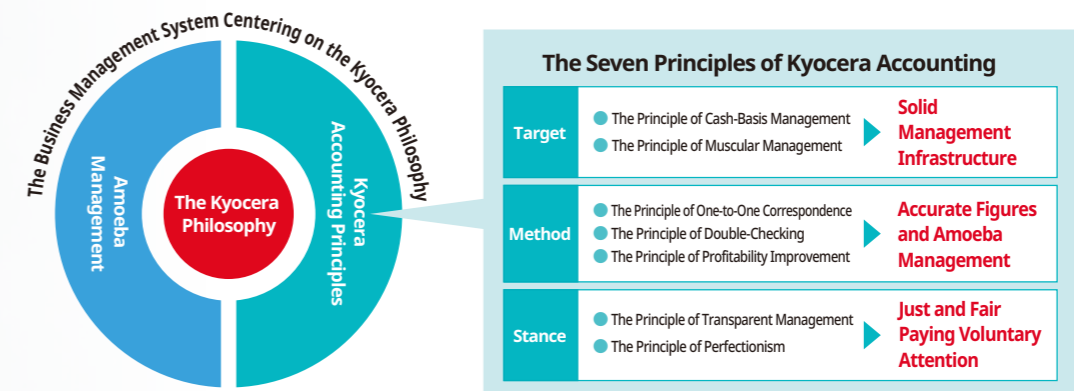 The Business Management System Centering on the Kyocera Philosophy
Amoeba
Management
The Kyocera
Philosophy
Kyocera
Accounting Principles
The Seven Principles of Kyocera Accounting
Target
The Principle of Cash-Basis Management
The Principle of Muscular Management
Solid
Management
Infrastructure
Method
The Principle of One-to-One Correspondence
The Principle of Double-Checking
The Principle of Profitability Improvement
Accurate Figures
and Amoeba
Management
Stance
The Principle of Transparent Management
The Principle of Perfectionism
Just and Fair
Paying Voluntary
Attention